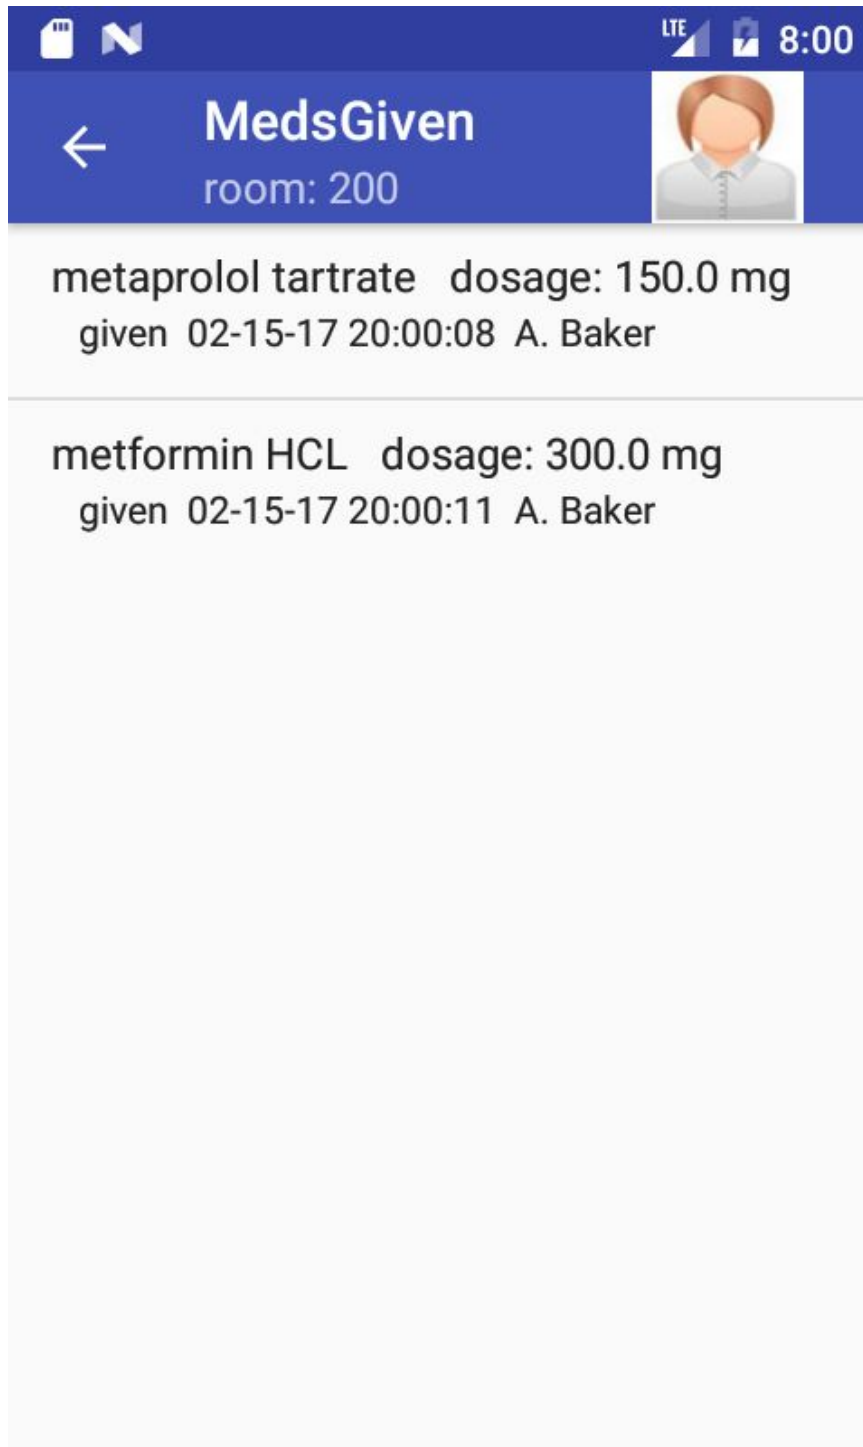 LTE 8:00
MedsGiven
room: 200
metaprolol tartrate dosage: 150.0 mg
given 02-15-17 20:00:08 A. Baker
metformin HCL dosage: 300.0 mg
given 02-15-17 20:00:11 A. Baker